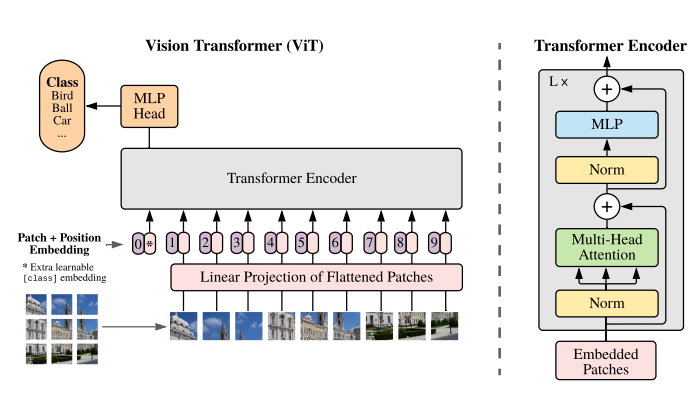 Vision Transformer (ViT)
Class
Bird
Ball
Car
...
MLP
Head
Transformer Encoder
Patch + Position
Embedding
0 * 1 2 3 4 5 6 7 8 9
* Extra learnable
[class] embedding
Linear Projection of Flattened Patches
Transformer Encoder
L ×
+
MLP
Norm
+
Multi-Head
Attention
Norm
Embedded
Patches